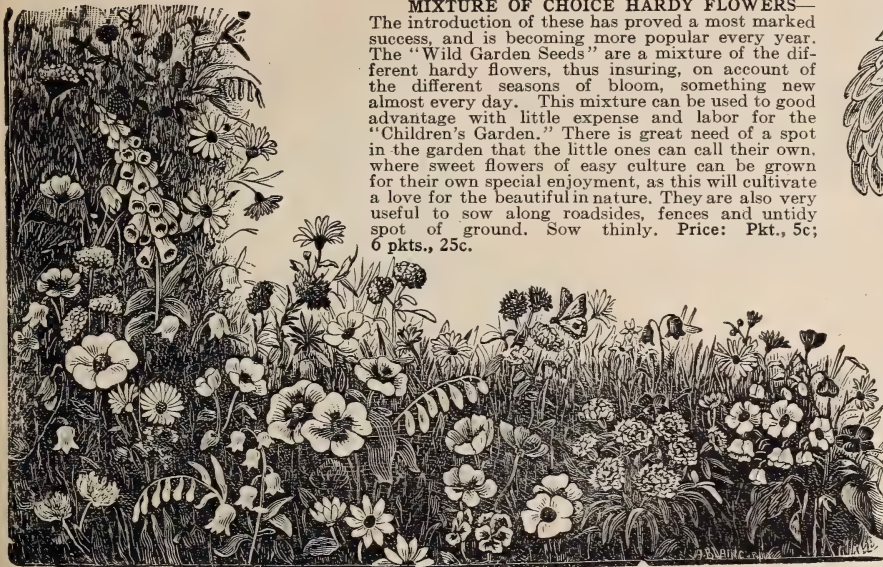 MIXTURE OF CHOICE HARDY FLOWERS—
The introduction of these has proved a most marked
success, and is becoming more popular every year.
The "Wild Garden Seeds" are a mixture of the dif-
ferent hardy flowers, thus insuring, on account of
the different seasons of bloom, something new
almost every day. This mixture can be used to good
advantage with little expense and labor for the
"Children's Garden." There is great need of a spot
in the garden that the little ones can call their own,
where sweet flowers of easy culture can be grown
for their own special enjoyment, as this will cultivate
a love for the beautiful in nature. They are also very
useful to sow along roadsides, fences and untidy
spot of ground. Sow thinly. Price: Pkt., 5c;
6 pkts., 25c.
A. BLANC